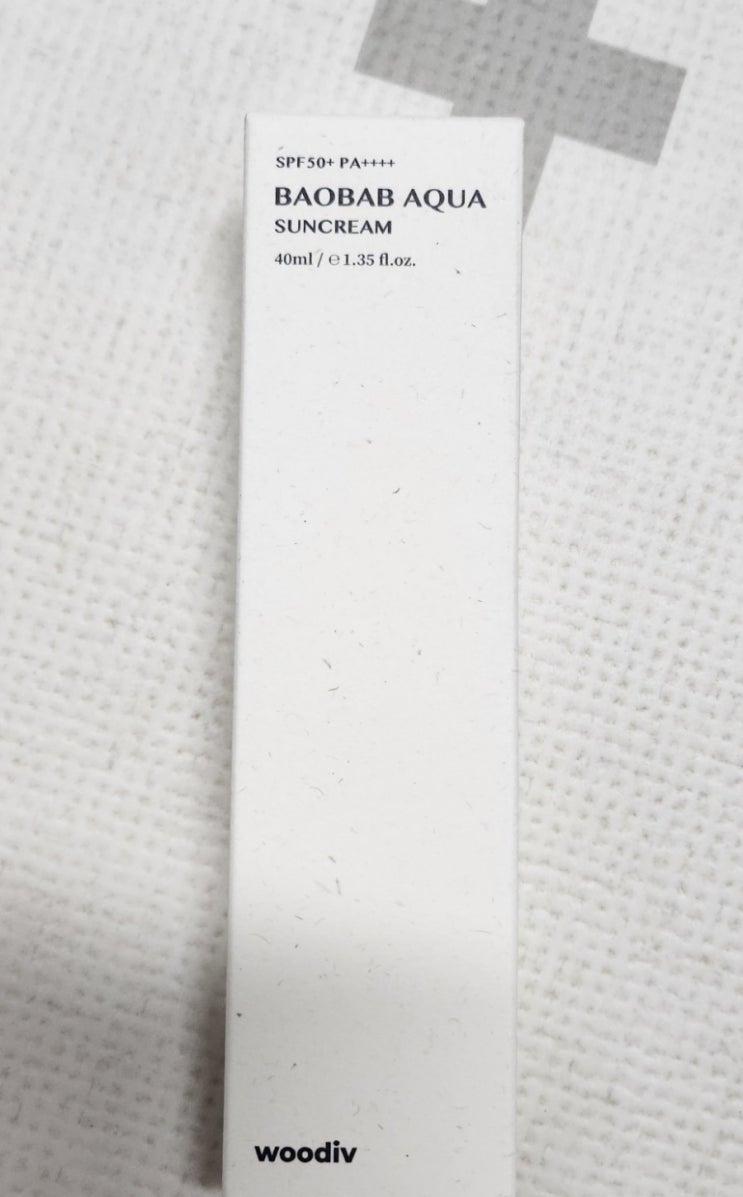 SPF50+ PA++++
BAOBAB AQUA
SUNCREAM
40ml / ℮ 1.35 fl.oz.
woodiv